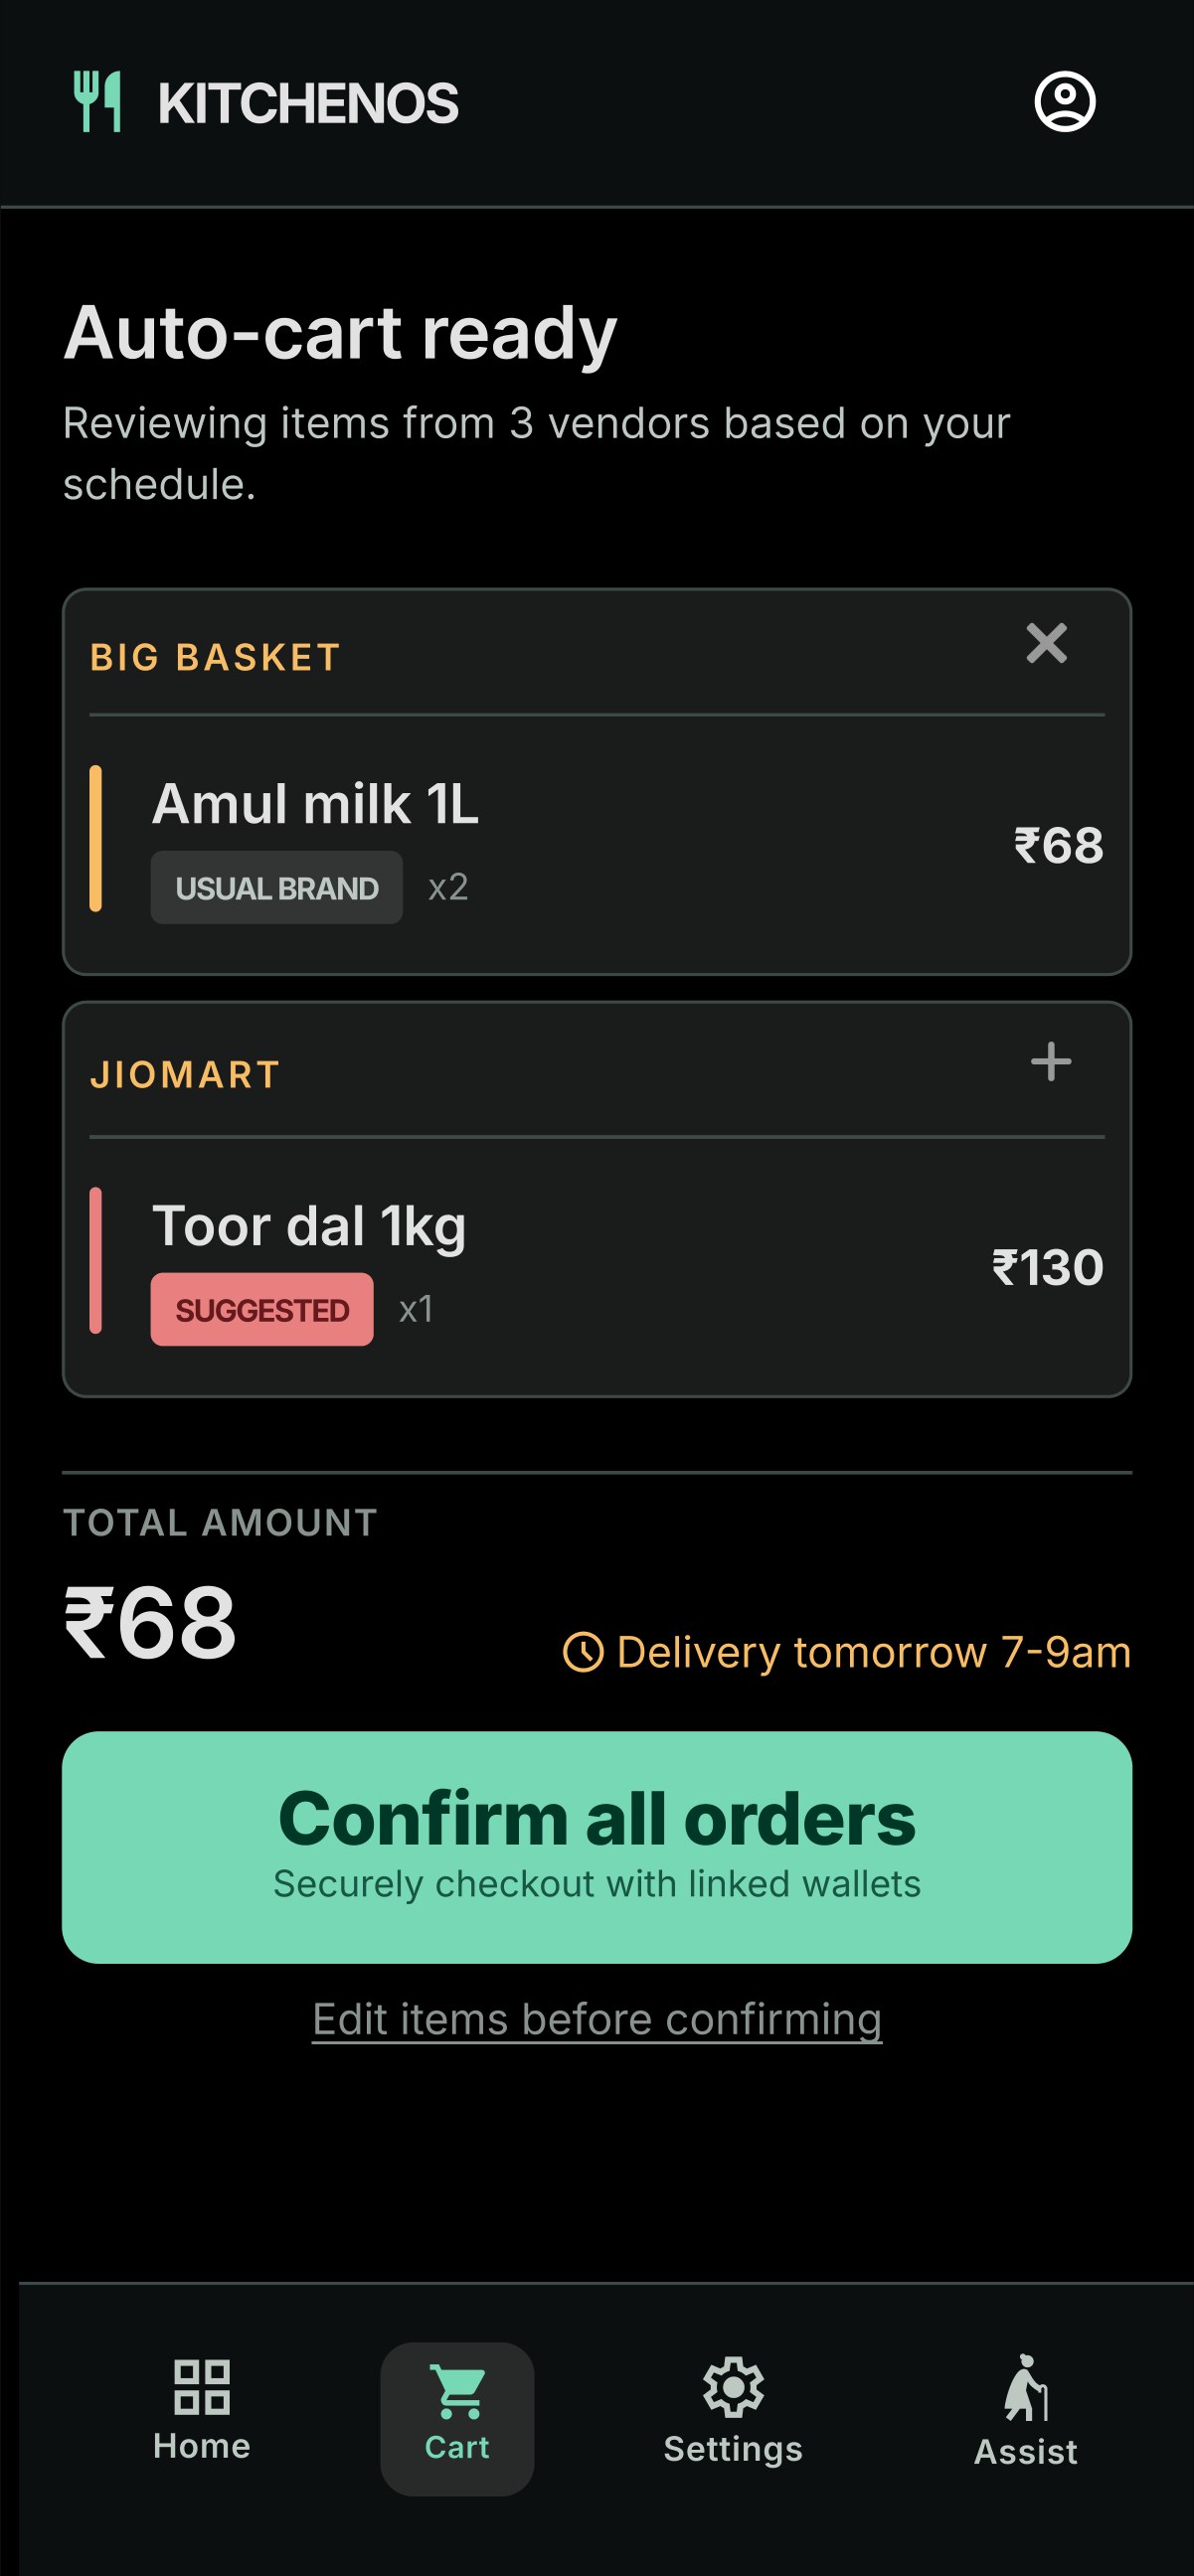 KITCHENOS
Auto-cart ready
Reviewing items from 3 vendors based on your
schedule.
BIG BASKET
Amul milk 1L
USUAL BRAND x2
₹68
JIOMART
Toor dal 1kg
SUGGESTED x1
₹130
TOTAL AMOUNT
₹68
Delivery tomorrow 7-9am
Confirm all orders
Securely checkout with linked wallets
Edit items before confirming
Home Cart Settings Assist